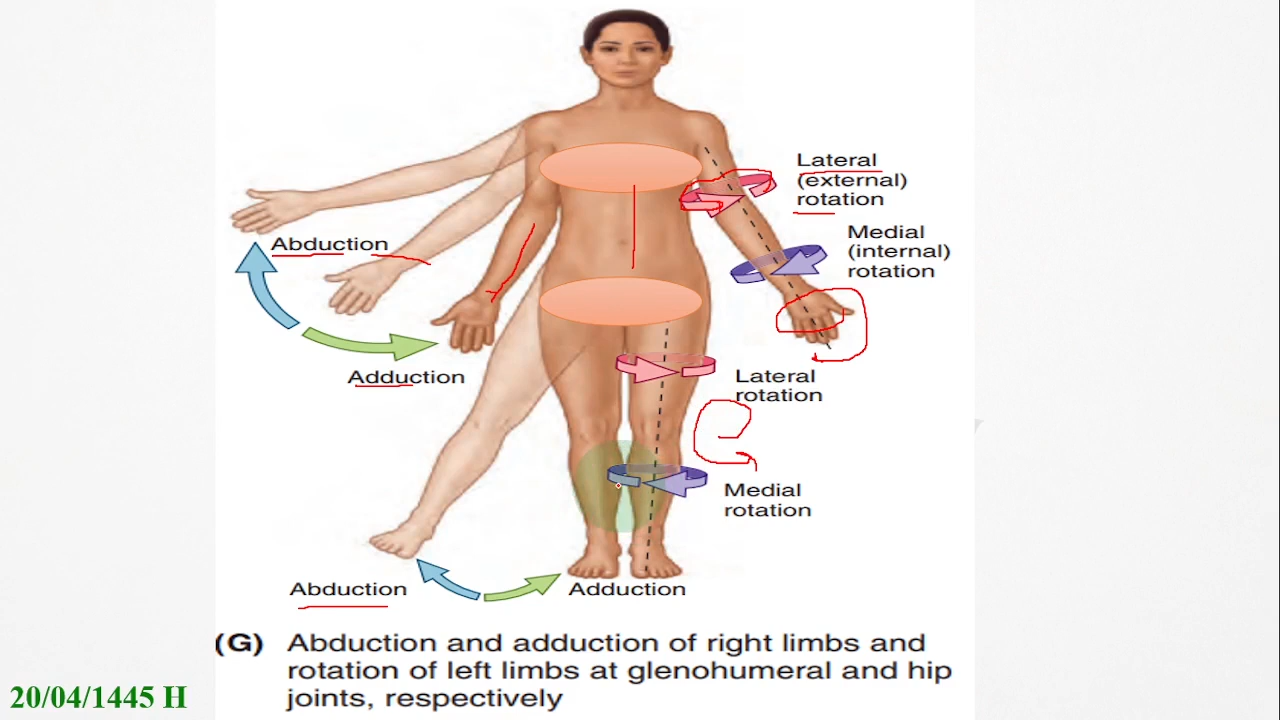 Lateral
(external)
rotation
Medial
(internal)
rotation
Abduction
Adduction
Lateral
rotation
Medial
rotation
Abduction
Adduction
(G) Abduction and adduction of right limbs and
rotation of left limbs at glenohumeral and hip
joints, respectively
20/04/1445 H